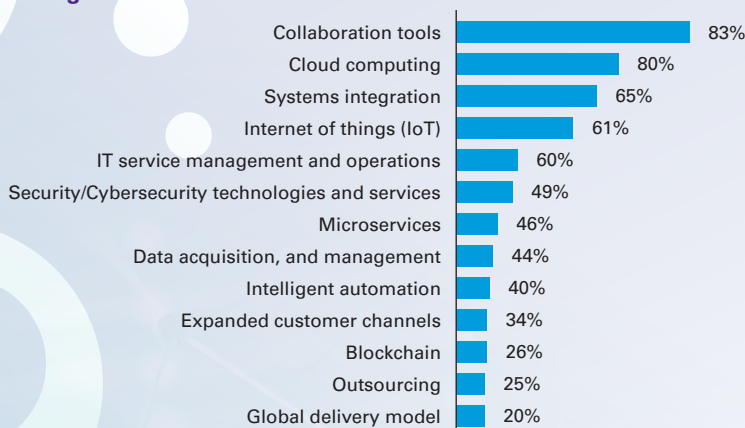 Collaboration tools 83%
Cloud computing 80%
Systems integration 65%
Internet of things (IoT) 61%
IT service management and operations 60%
Security/Cybersecurity technologies and services 49%
Microservices 46%
Data acquisition, and management 44%
Intelligent automation 40%
Expanded customer channels 34%
Blockchain 26%
Outsourcing 25%
Global delivery model 20%